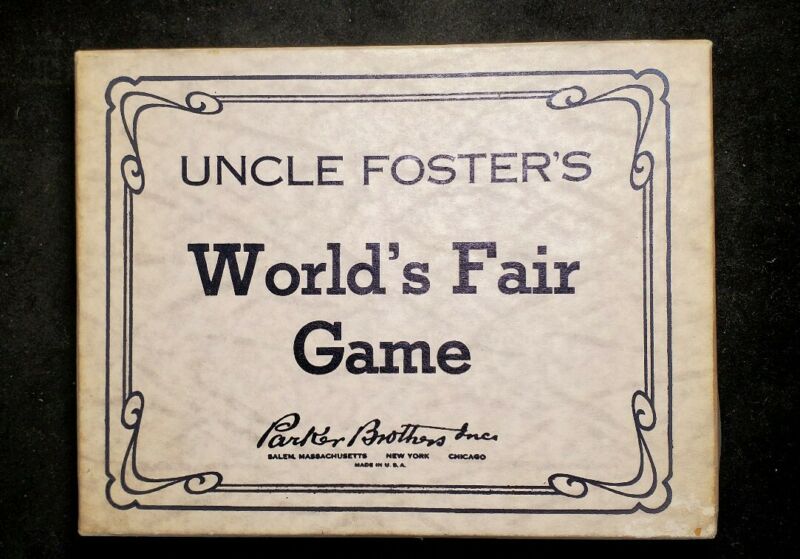 UNCLE FOSTER'S
World's Fair
Game
Parker Brothers Inc.
SALEM, MASSACHUSETTS NEW YORK CHICAGO
MADE IN U.S.A.